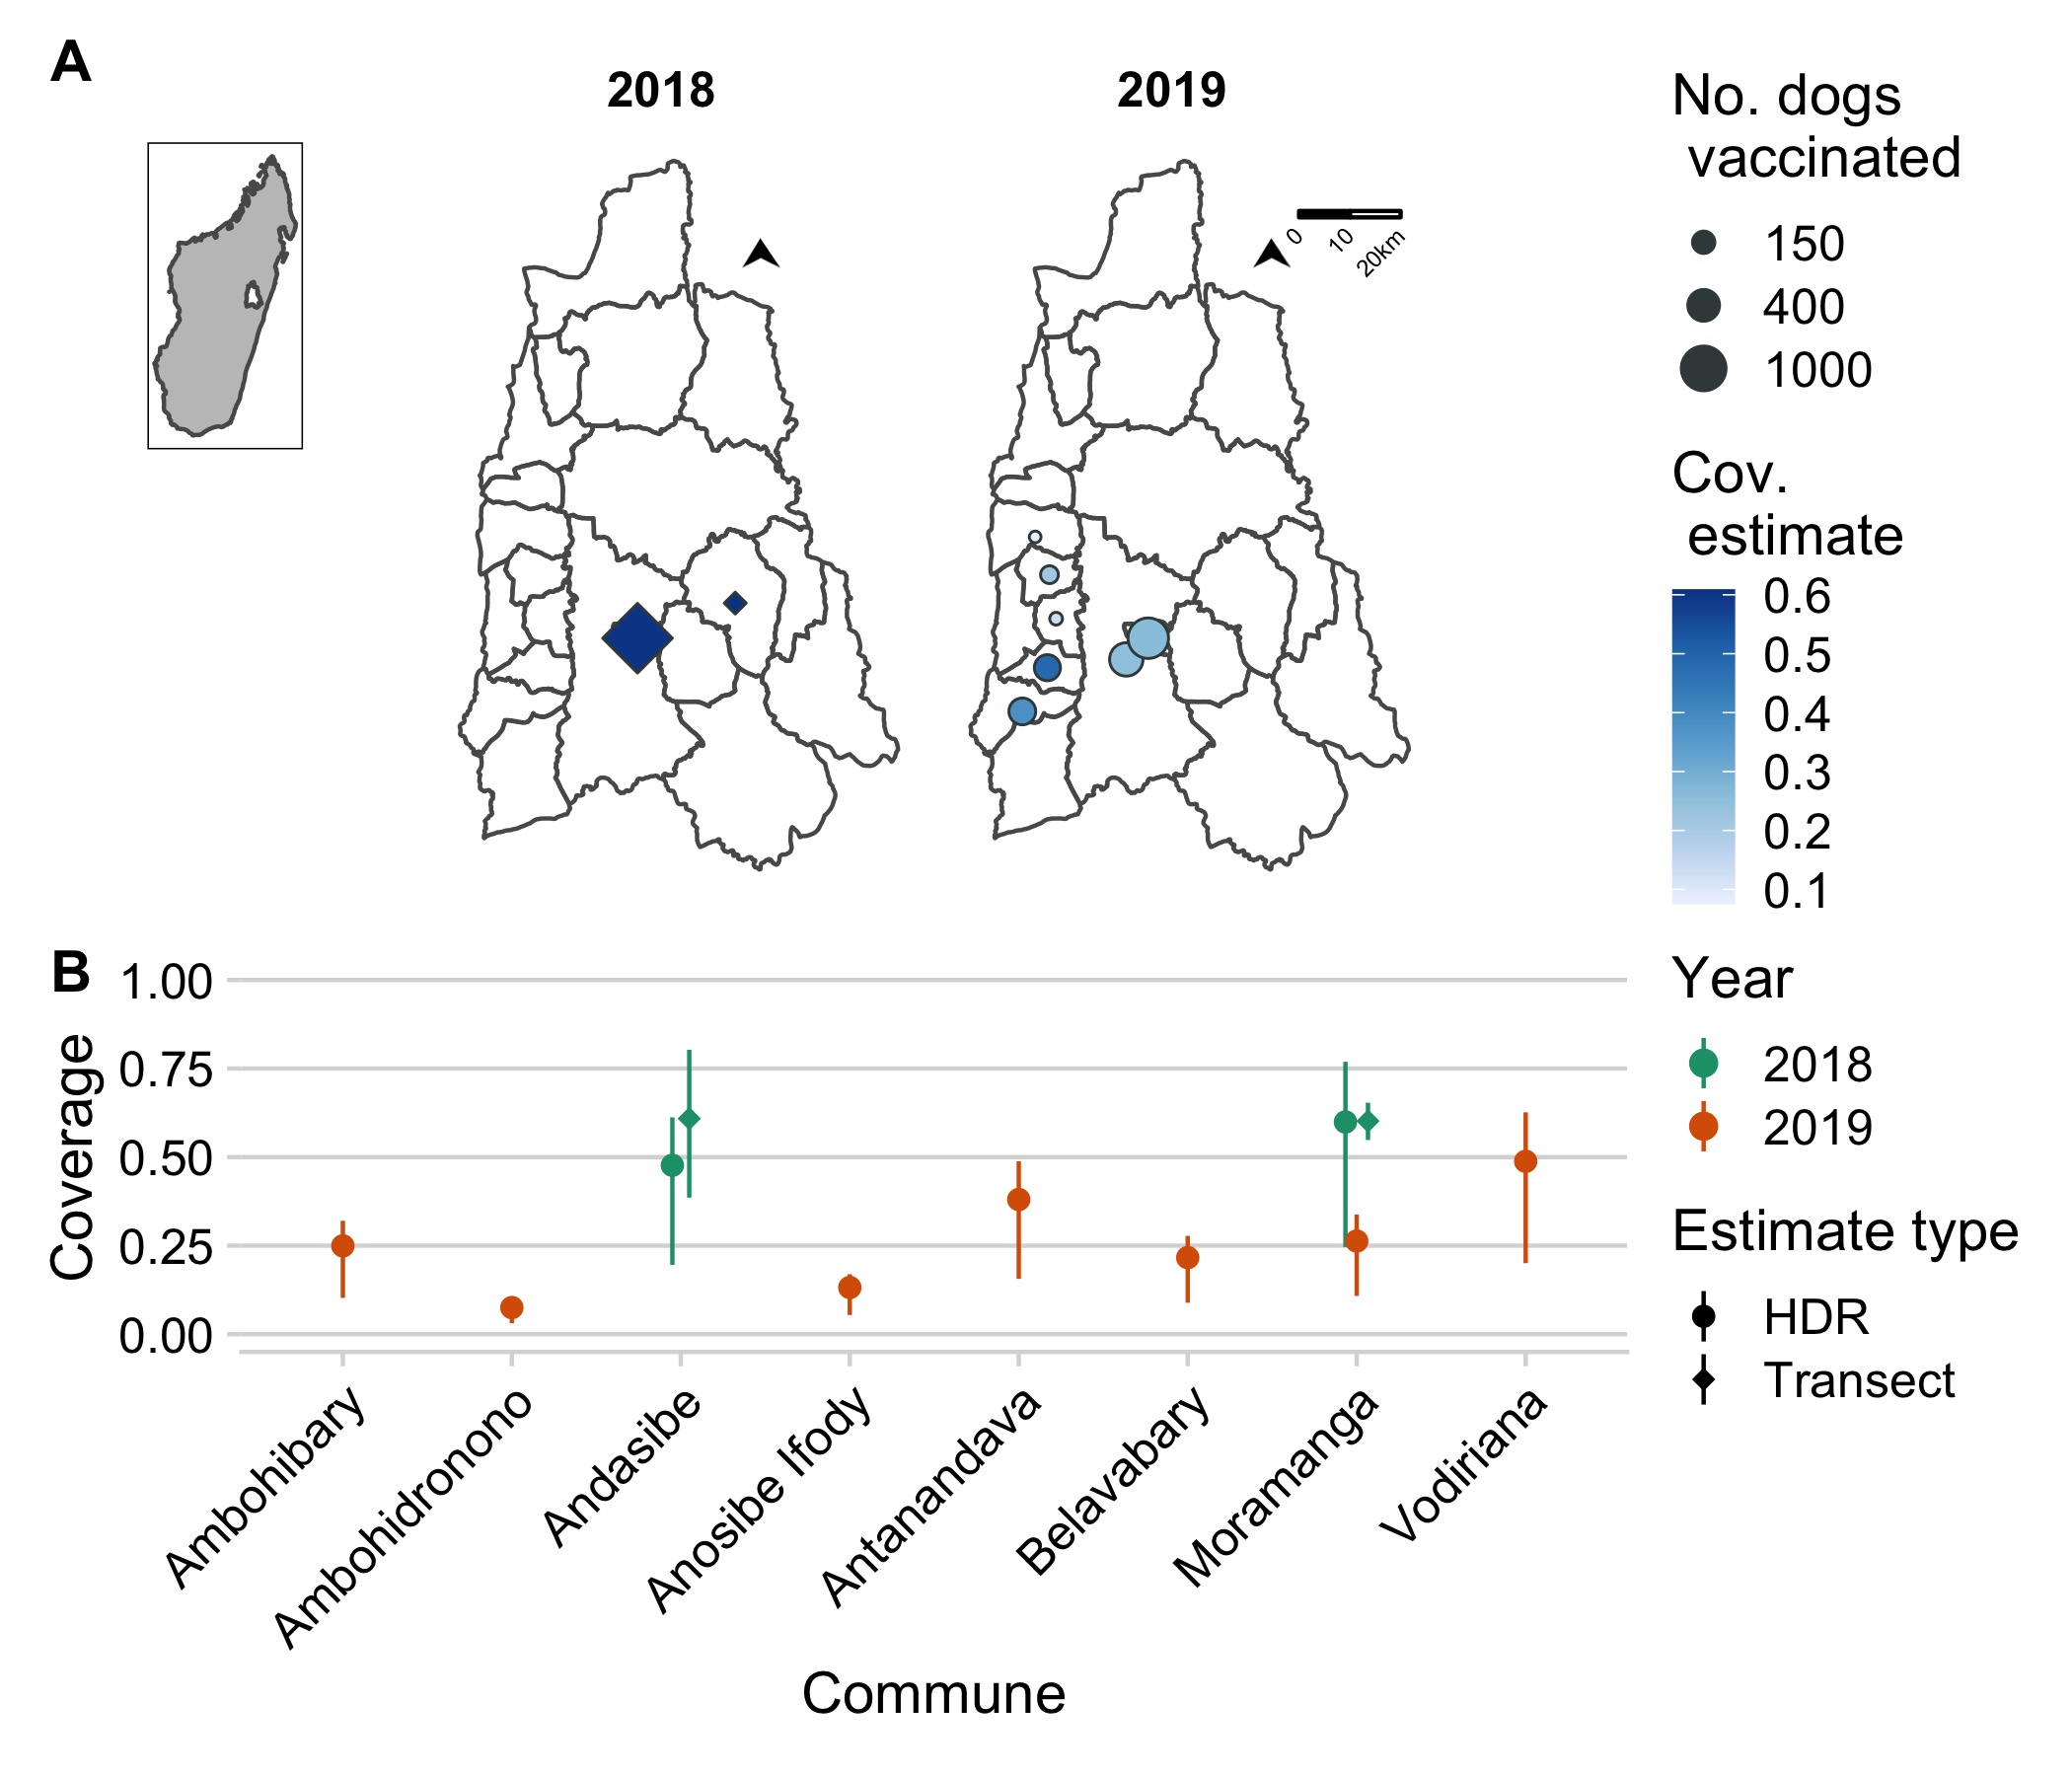 A
2018
2019
0
10
20km
No. dogs
vaccinated
150
400
1000
Cov.
estimate
0.6
0.5
0.4
0.3
0.2
0.1
B
Coverage
1.00
0.75
0.50
0.25
0.00
Ambohibary
Ambohidronono
Andasibe
Anosibe Ifody
Antanandava
Belavabary
Moramanga
Vodiriana
Commune
Year
2018
2019
Estimate type
HDR
Transect